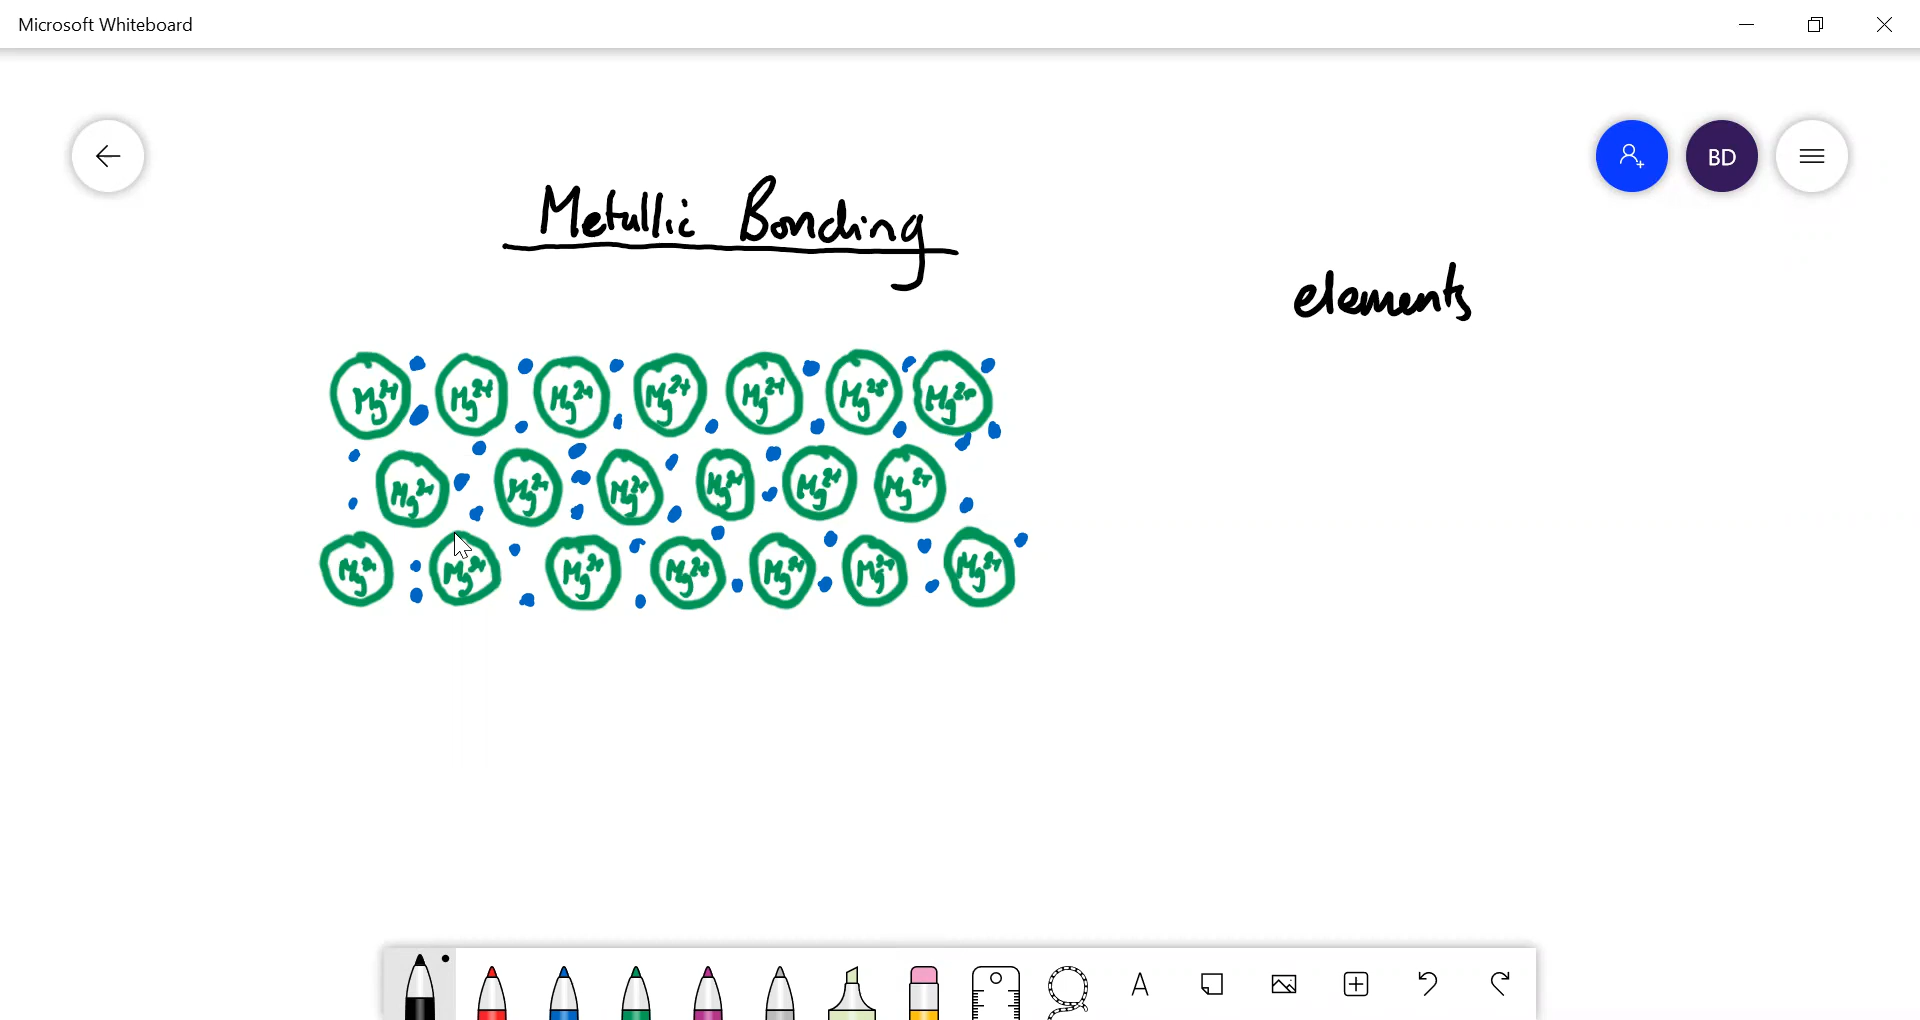 Microsoft Whiteboard
BD
Metallic Bonding
elements
Mg2+ Mg2+ Mg2+ Mg2+ Mg2+ Mg2+ Mg2+
Mg2+ Mg2+ Mg2+ Mg2+ Mg2+ Mg2+
Mg2+ Mg2+ Mg2+ Mg2+ Mg2+ Mg2+ Mg2+
A